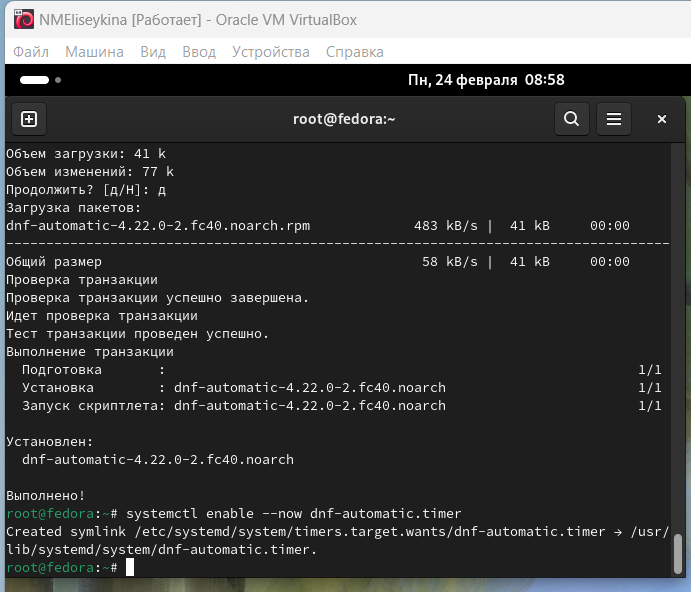 NMEliseykina [Работает] - Oracle VM VirtualBox
Файл Машина Вид Ввод Устройства Справка
Пн, 24 февраля 08:58
root@fedora:~
Объем загрузки: 41 k
Объем изменений: 77 k
Продолжить? [д/Н]: д
Загрузка пакетов:
dnf-automatic-4.22.0-2.fc40.noarch.rpm 483 kB/s | 41 kB 00:00
--------------------------------------------------------------------------------
Общий размер 58 kB/s | 41 kB 00:00
Проверка транзакции
Проверка транзакции успешно завершена.
Идет проверка транзакции
Тест транзакции проведен успешно.
Выполнение транзакции
Подготовка : 1/1
Установка : dnf-automatic-4.22.0-2.fc40.noarch 1/1
Запуск скриптлета: dnf-automatic-4.22.0-2.fc40.noarch 1/1
Установлен:
dnf-automatic-4.22.0-2.fc40.noarch
Выполнено!
root@fedora:~# systemctl enable --now dnf-automatic.timer
Created symlink /etc/systemd/system/timers.target.wants/dnf-automatic.timer → /usr/
lib/systemd/system/dnf-automatic.timer.
root@fedora:~#